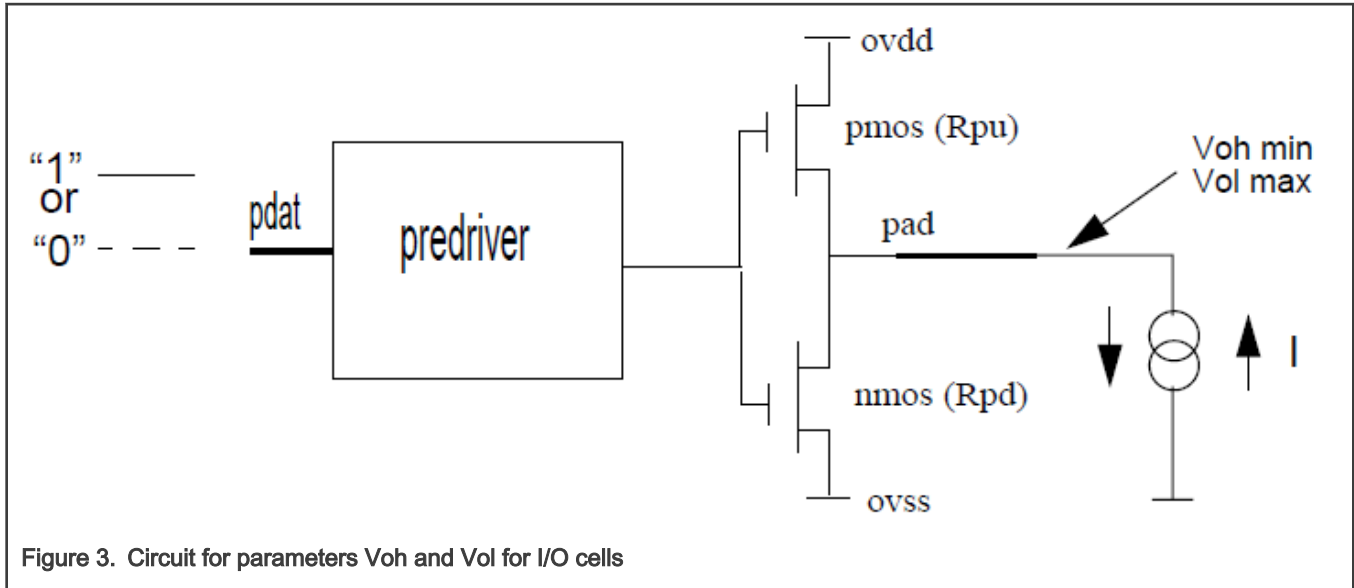 ovdd
pmos (Rpu)
“1”
or
“0”
pdat
predriver
Voh min
Vol max
pad
I
nmos (Rpd)
ovss
Figure 3. Circuit for parameters Voh and Vol for I/O cells